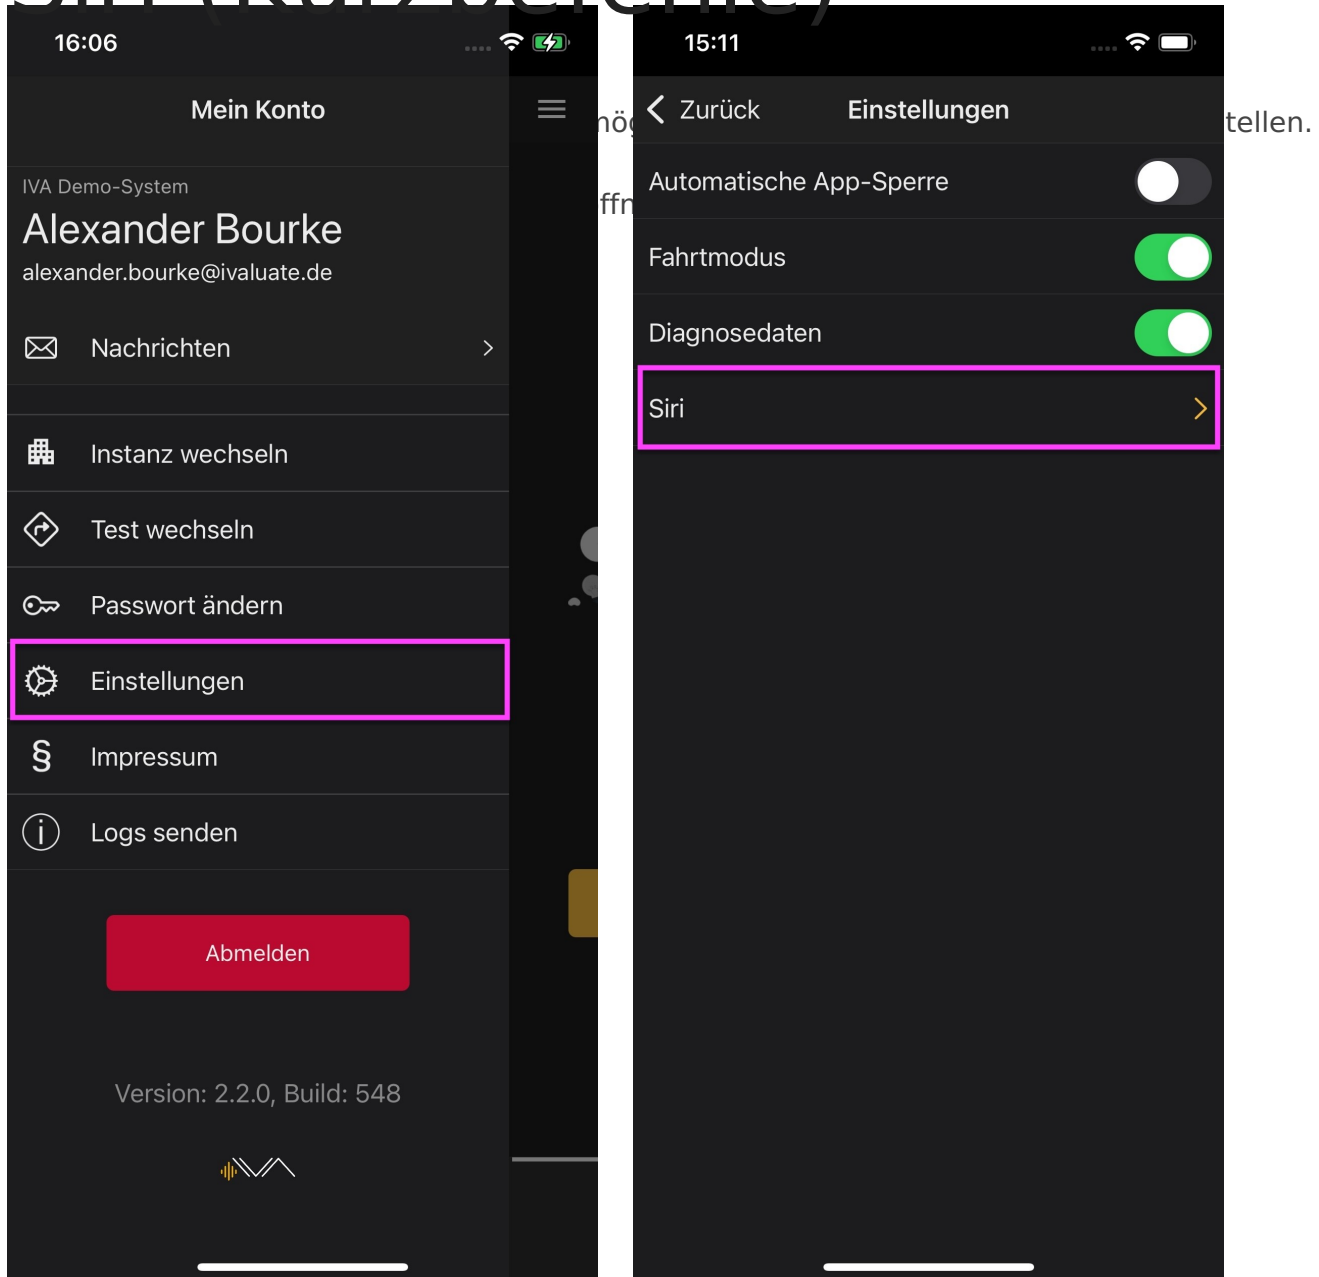 16:06
Mein Konto
IVA Demo-System
Alexander Bourke
alexander.bourke@ivaluate.de
Nachrichten
Instanz wechseln
Test wechseln
Passwort ändern
Einstellungen
§ Impressum
Logs senden
Abmelden
Version: 2.2.0, Build: 548
IVA
15:11
Zurück
Einstellungen
tellen.
Automatische App-Sperre
Fahrtmodus
Diagnosedaten
Siri